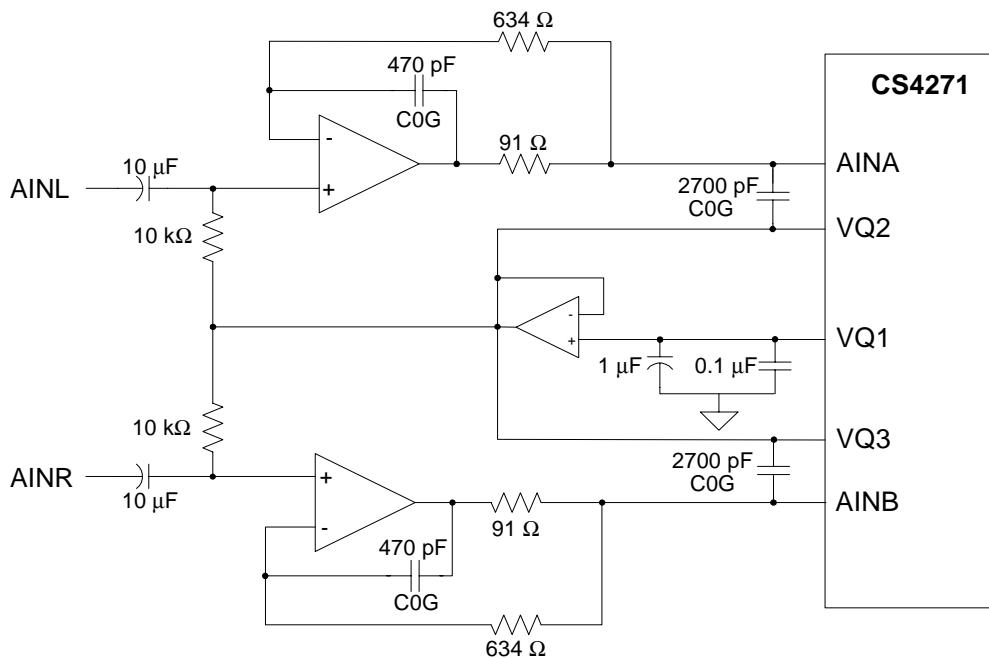 634 Ω
470 pF
C0G
CS4271
-
+
91 Ω
10 µF
AINL
AINA
2700 pF
C0G
10 kΩ
VQ2
-
+
VQ1
1 µF
0.1 µF
10 kΩ
VQ3
2700 pF
C0G
AINR
10 µF
+
-
AINB
91 Ω
470 pF
C0G
634 Ω